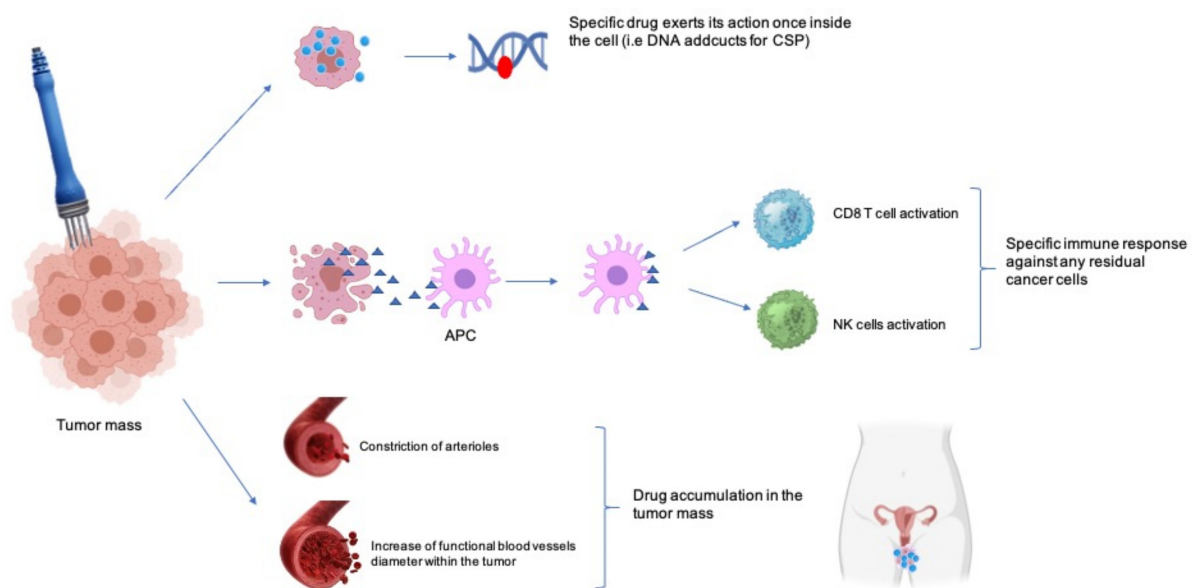 Specific drug exerts its action once inside
the cell (i.e DNA addcucts for CSP)
CD8 T cell activation
Specific immune response
against any residual
cancer cells
APC
NK cells activation
Tumor mass
Constriction of arterioles
Drug accumulation in the
tumor mass
Increase of functional blood vessels
diameter within the tumor